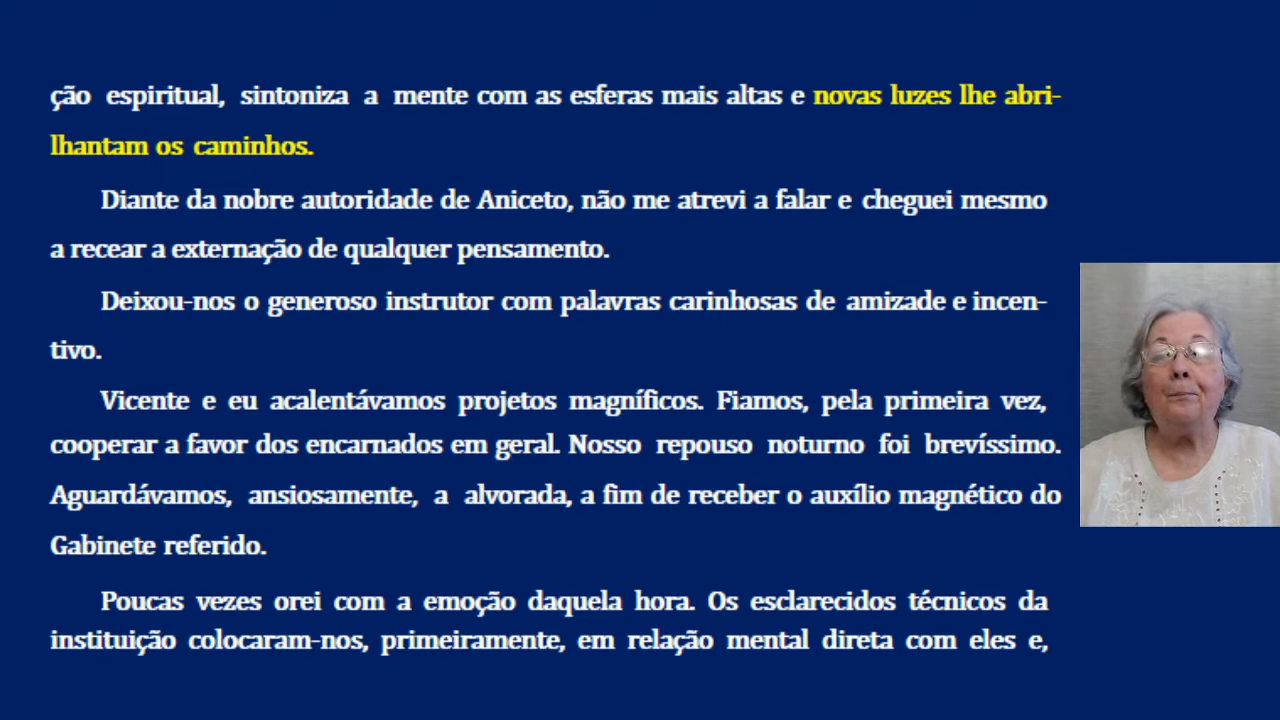 ção espiritual, sintoniza a mente com as esferas mais altas e novas luzes lhe abri-
lhantam os caminhos.
Diante da nobre autoridade de Aniceto, não me atrevi a falar e cheguei mesmo
a recear a externação de qualquer pensamento.
Deixou-nos o generoso instrutor com palavras carinhosas de amizade e incen-
tivo.
Vicente e eu acalentávamos projetos magníficos. Fiamos, pela primeira vez,
cooperar a favor dos encarnados em geral. Nosso repouso noturno foi brevíssimo.
Aguardávamos, ansiosamente, a alvorada, a fim de receber o auxílio magnético do
Gabinete referido.
Poucas vezes orei com a emoção daquela hora. Os esclarecidos técnicos da
instituição colocaram-nos, primeiramente, em relação mental direta com eles e,